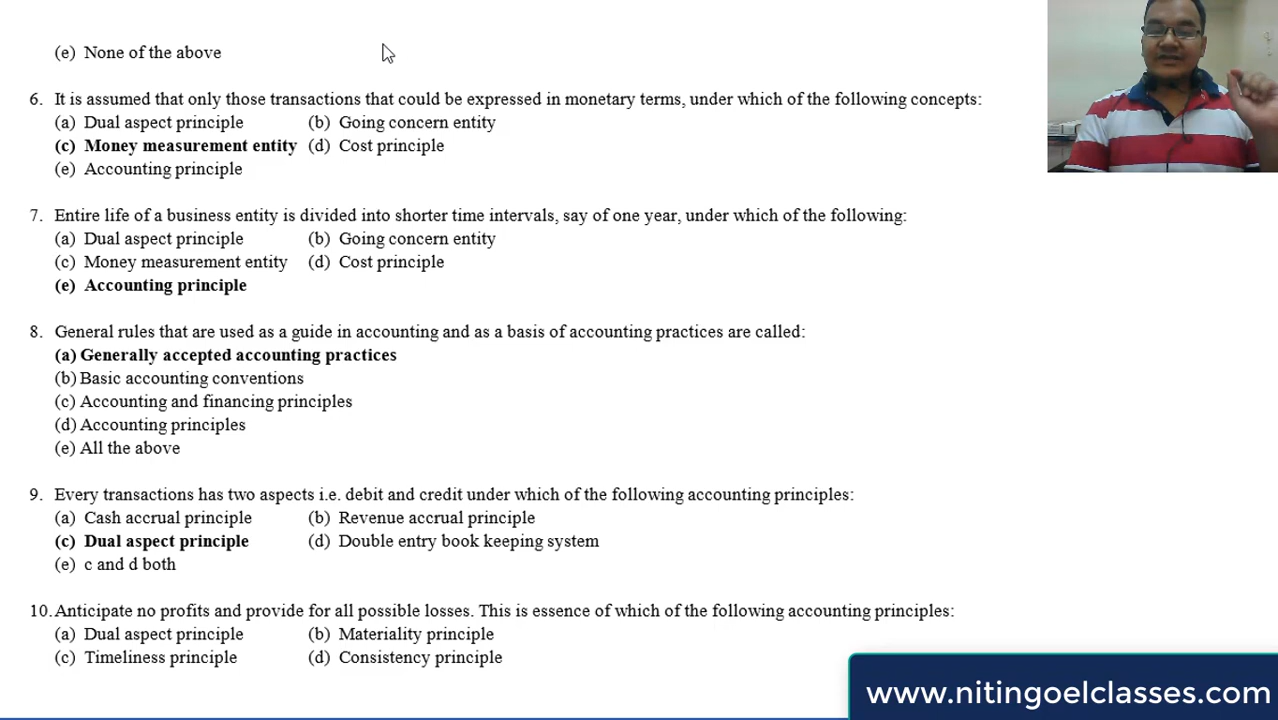 (e) None of the above
6. It is assumed that only those transactions that could be expressed in monetary terms, under which of the following concepts:
(a) Dual aspect principle (b) Going concern entity
(c) Money measurement entity (d) Cost principle
(e) Accounting principle
7. Entire life of a business entity is divided into shorter time intervals, say of one year, under which of the following:
(a) Dual aspect principle (b) Going concern entity
(c) Money measurement entity (d) Cost principle
(e) Accounting principle
8. General rules that are used as a guide in accounting and as a basis of accounting practices are called:
(a) Generally accepted accounting practices
(b) Basic accounting conventions
(c) Accounting and financing principles
(d) Accounting principles
(e) All the above
9. Every transactions has two aspects i.e. debit and credit under which of the following accounting principles:
(a) Cash accrual principle (b) Revenue accrual principle
(c) Dual aspect principle (d) Double entry book keeping system
(e) c and d both
10. Anticipate no profits and provide for all possible losses. This is essence of which of the following accounting principles:
(a) Dual aspect principle (b) Materiality principle
(c) Timeliness principle (d) Consistency principle
www.nitingoelclasses.com